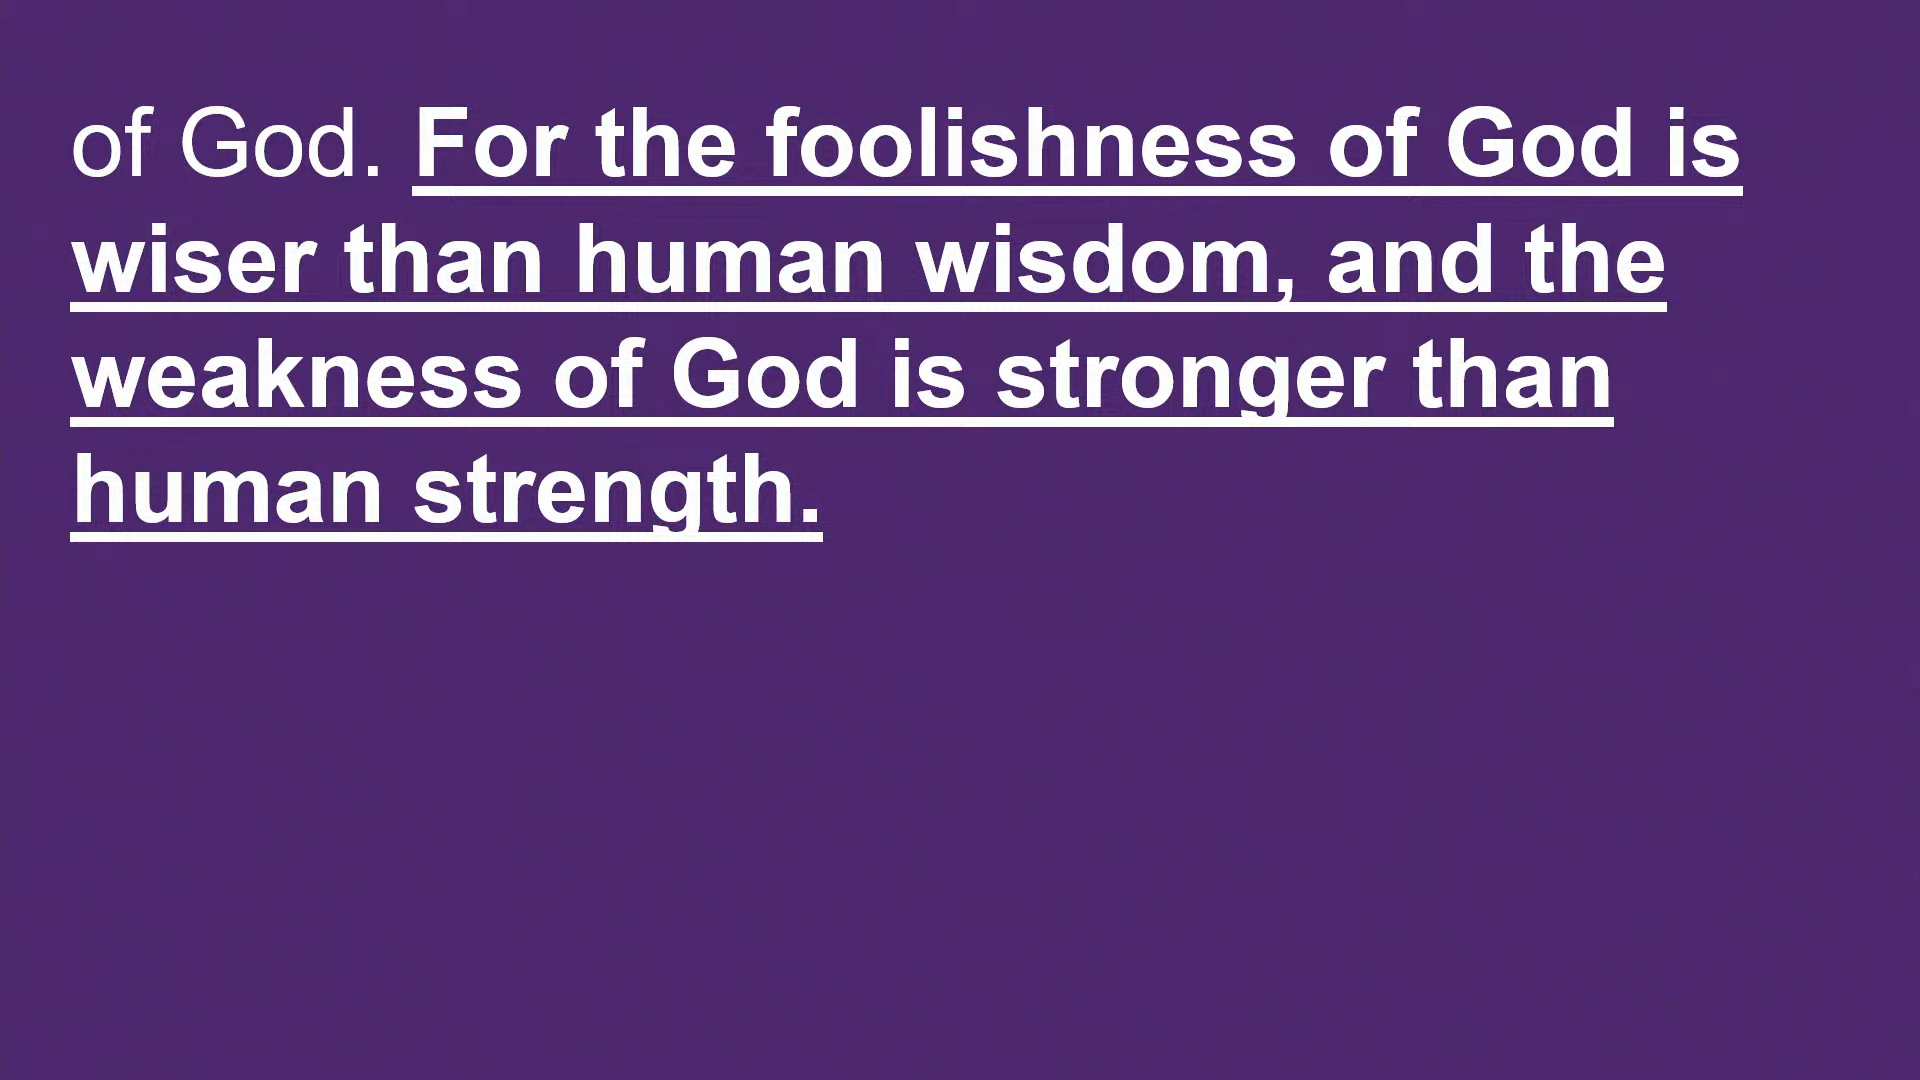 of God. For the foolishness of God is
wiser than human wisdom, and the
weakness of God is stronger than
human strength.